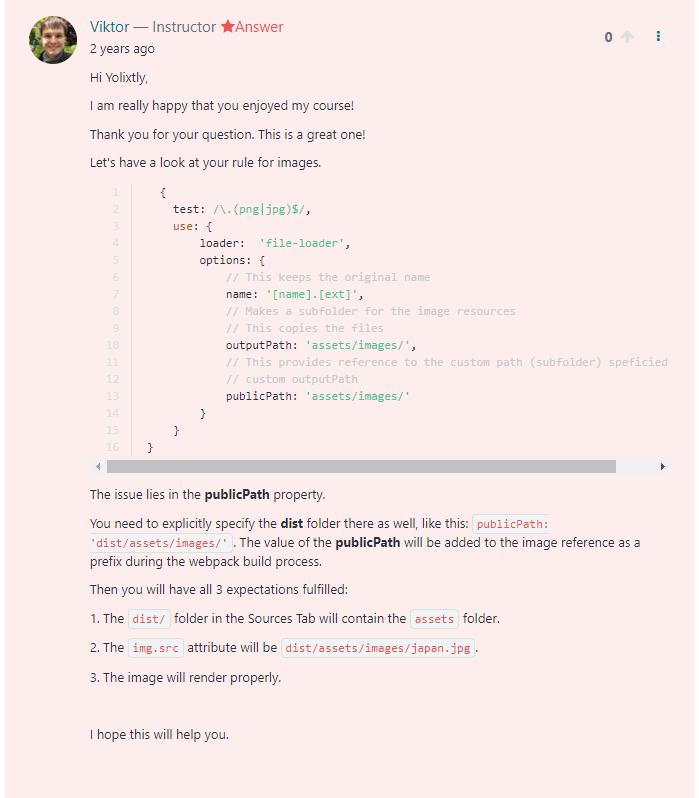 Viktor — Instructor ★Answer
2 years ago
0
Hi Yolixtly,
I am really happy that you enjoyed my course!
Thank you for your question. This is a great one!
Let's have a look at your rule for images.
1 {
2 test: /\.(png|jpg)$/,
3 use: {
4 loader:  'file-loader',
5 options: {
6 // This keeps the original name
7 name: '[name].[ext]',
8 // Makes a subfolder for the image resources
9 // This copies the files
10 outputPath: 'assets/images/',
11 // This provides reference to the custom path (subfolder) speficied
12 // custom outputPath
13 publicPath: 'assets/images/'
14 }
15 }
16 }
The issue lies in the publicPath property.
You need to explicitly specify the dist folder there as well, like this: publicPath:
'dist/assets/images/' . The value of the publicPath will be added to the image reference as a
prefix during the webpack build process.
Then you will have all 3 expectations fulfilled:
1. The dist/ folder in the Sources Tab will contain the assets folder.
2. The img.src attribute will be dist/assets/images/japan.jpg .
3. The image will render properly.
I hope this will help you.